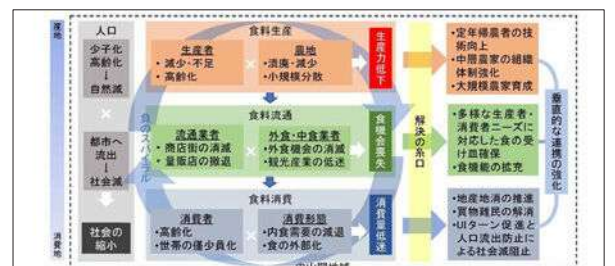 産地
人口
少子化
高齢化
↓
自然減
都市へ
流出
↓
社会減
社会の
縮小
消費地
食のスパイラル
食料生産
生産者
・減少・不足
・高齢化
×
農地
・潰廃・減少
・小規模分散
生産力低下
食料流通
流通業者
・商店街の消滅
・量販店の撤退
×
外食・中食業者
・外食機会の消滅
・観光産業の低迷
食機会喪失
食料消費
消費者
・高齢化
・世帯の僅少員化
×
消費形態
・内食需要の減退
・食の外部化
消費量低迷
解決の糸口
・定年帰農者の技
術向上
・中間農家の組織
体制強化
・大規模農家育成
・多様な生産者・
消費者ニーズに
対応した食の受
け皿確保
・食機能の拡充
・地産地消の推進
・買物難民の解消
・UIターン促進と
人口流出防止に
よる社会減阻止
垂直的な連携の強化